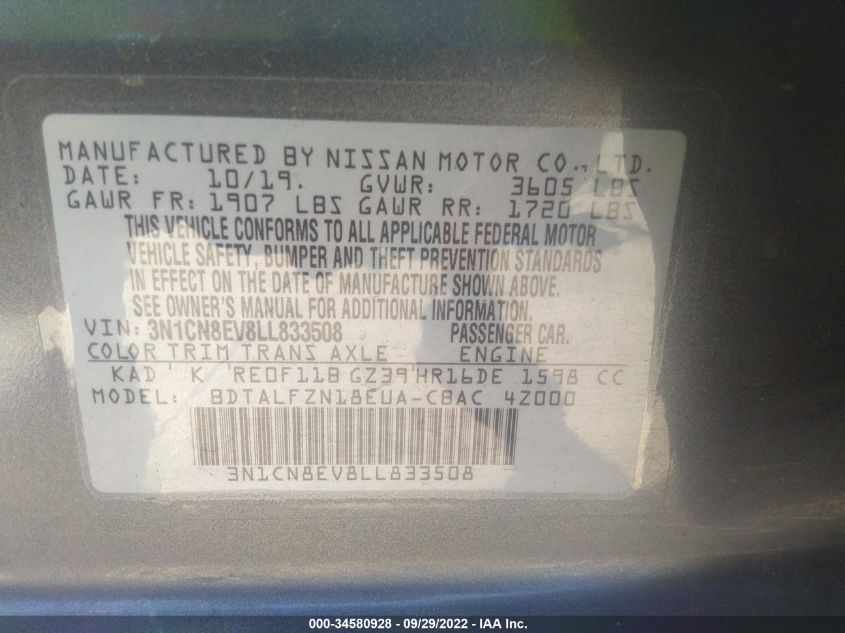 MANUFACTURED BY NISSAN MOTOR CO., LTD.
DATE: 10/19. GVWR: 3605 LBS
GAWR FR: 1907 LBS GAWR RR: 1720 LBS
THIS VEHICLE CONFORMS TO ALL APPLICABLE FEDERAL MOTOR
VEHICLE SAFETY, BUMPER AND THEFT PREVENTION STANDARDS
IN EFFECT ON THE DATE OF MANUFACTURE SHOWN ABOVE.
SEE OWNER'S MANUAL FOR ADDITIONAL INFORMATION.
VIN: 3N1CN8EV8LL833508 PASSENGER CAR.
COLOR TRIM TRANS AXLE ENGINE
KAD K RE0F11B GZ39 HR16DE 1598 CC
MODEL: BDTALFZN18EUA-CBAC 4Z000
3N1CN8EV8LL833508
000-34580928 - 09/29/2022 - IAA Inc.